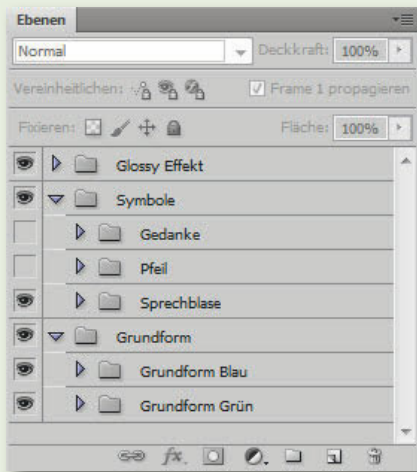 Ebenen
Normal Deckkraft: 100%
Vereinheitlichen: Frame 1 propagieren
Fixieren: Fläche: 100%
Glossy Effekt
Symbole
Gedanke
Pfeil
Sprechblase
Grundform
Grundform Blau
Grundform Grün
fx.